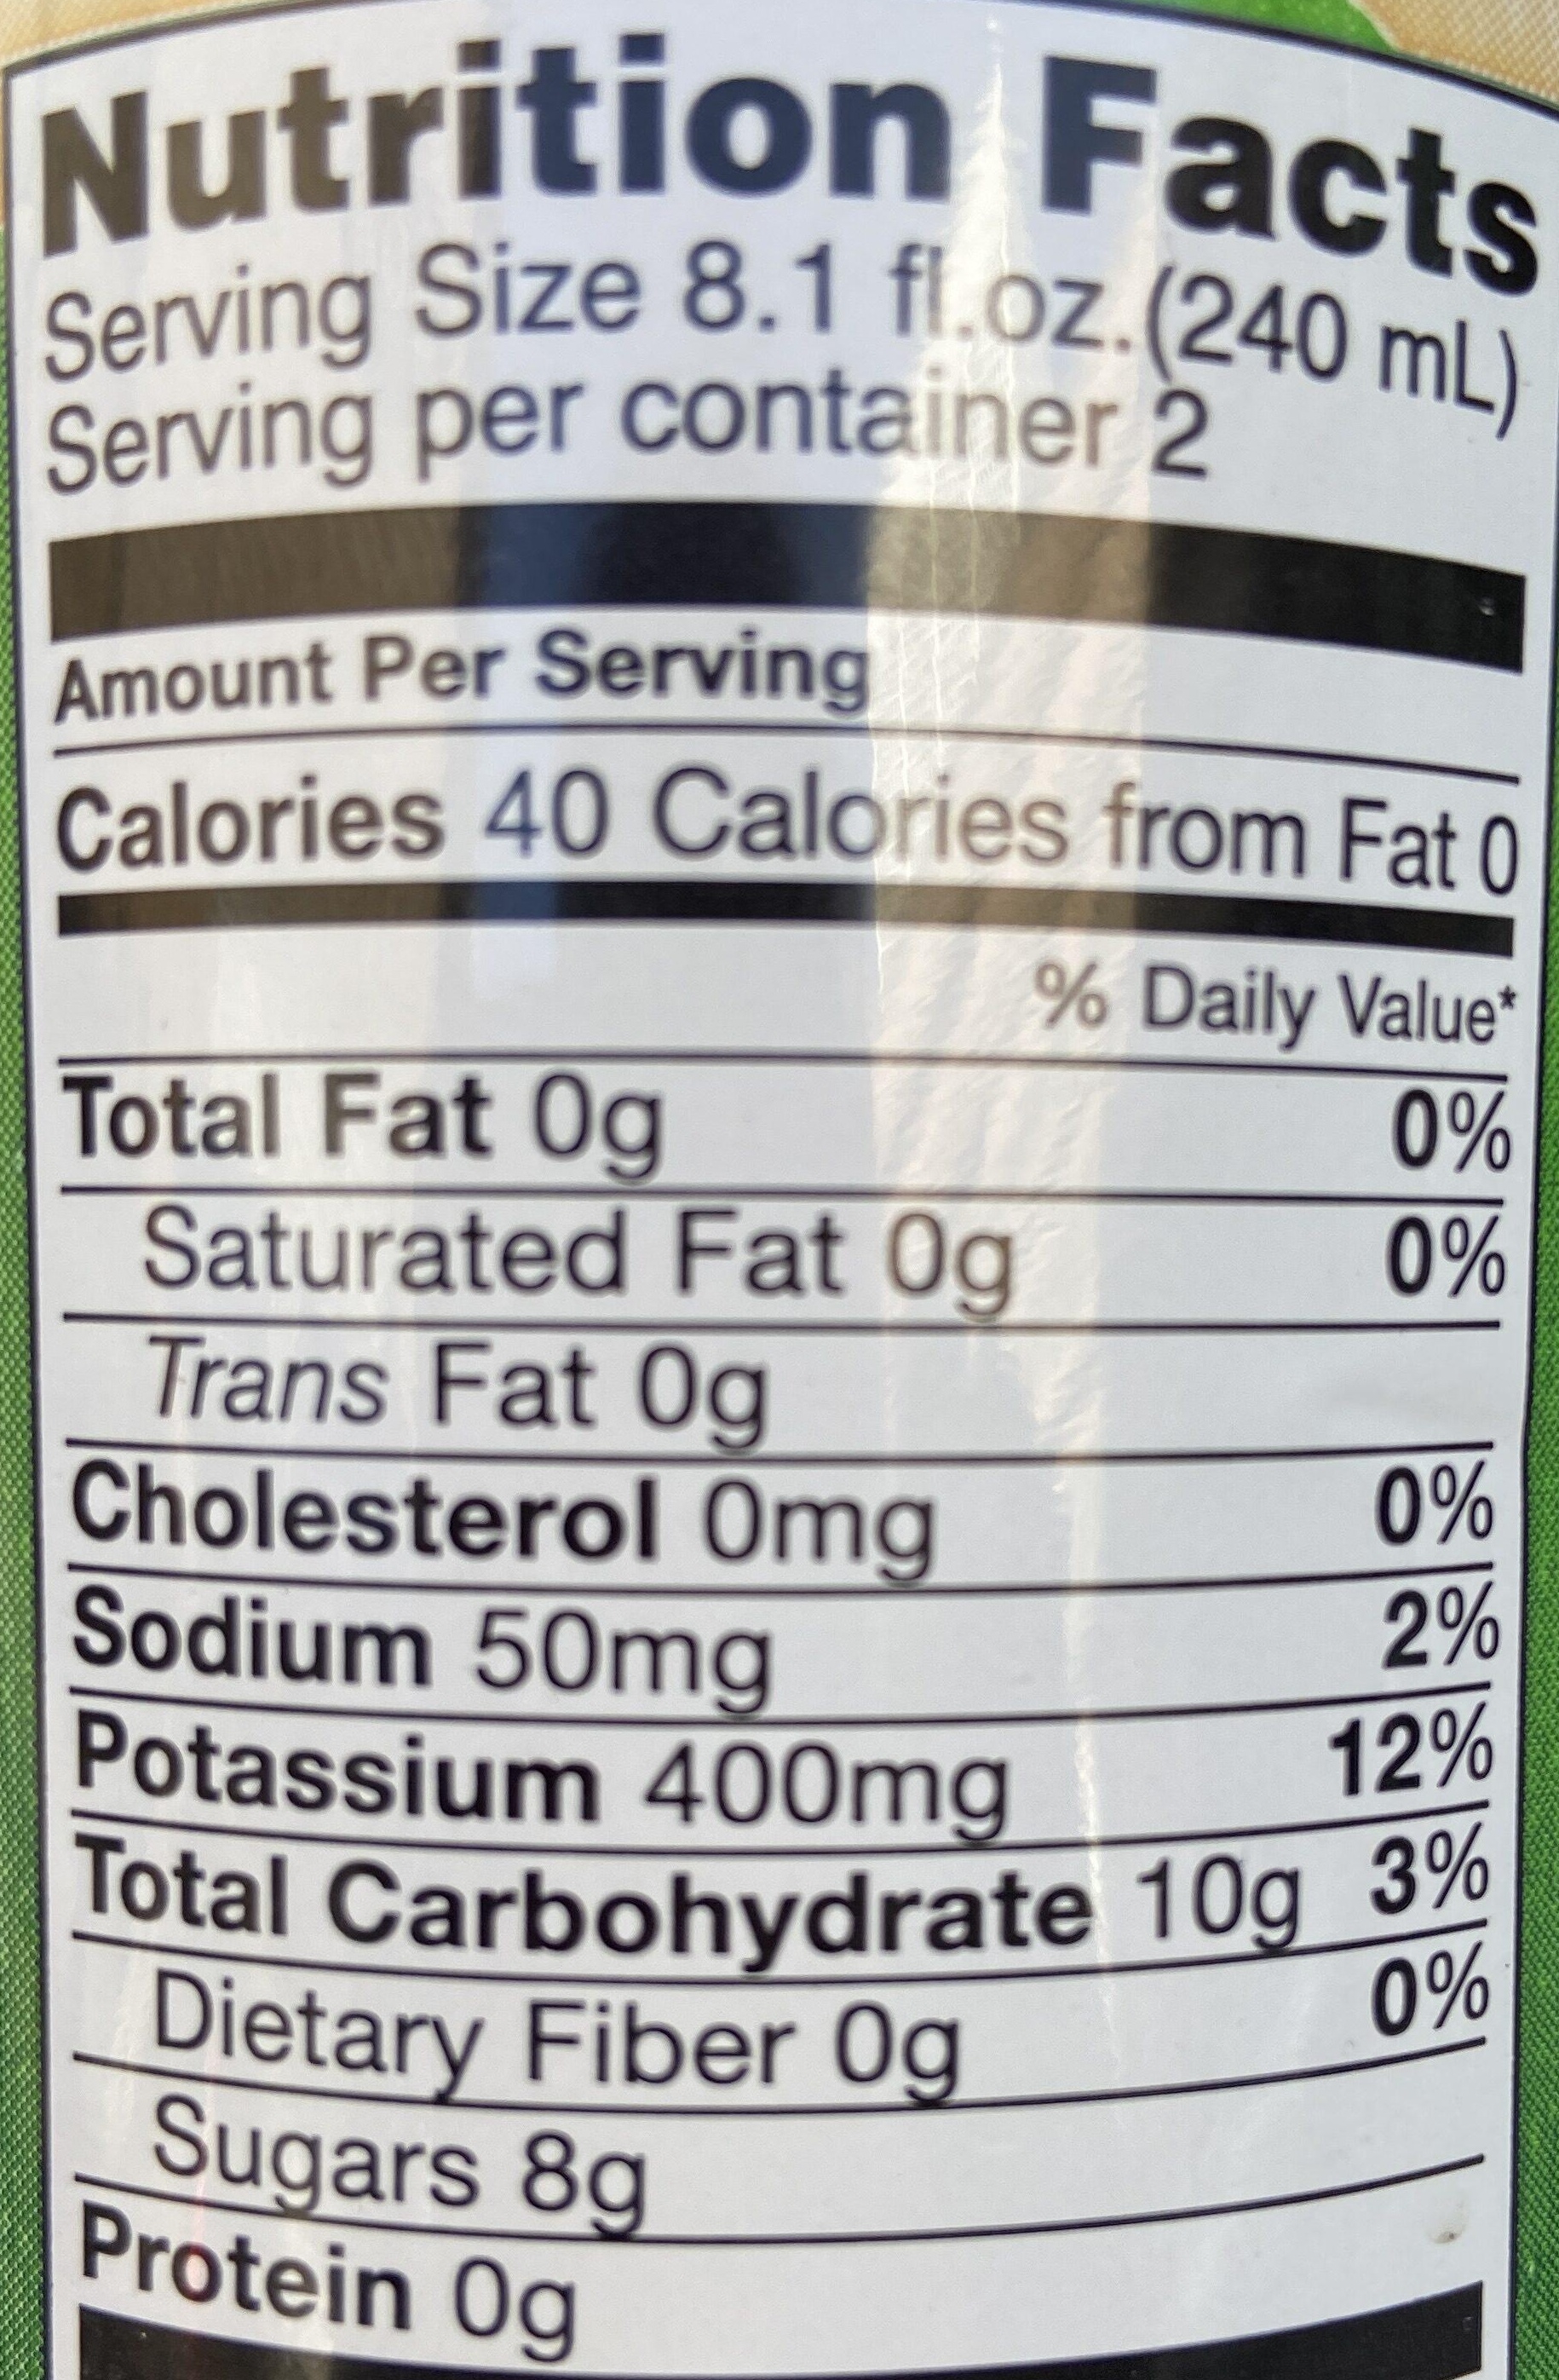 Nutrition Facts
Serving Size 8.1 fl.oz.(240 mL)
Serving per container 2
Amount Per Serving
Calories 40 Calories from Fat 0
% Daily Value*
Total Fat 0g 0%
Saturated Fat 0g 0%
Trans Fat 0g
Cholesterol 0mg 0%
Sodium 50mg 2%
Potassium 400mg 12%
Total Carbohydrate 10g 3%
Dietary Fiber 0g 0%
Sugars 8g
Protein 0g